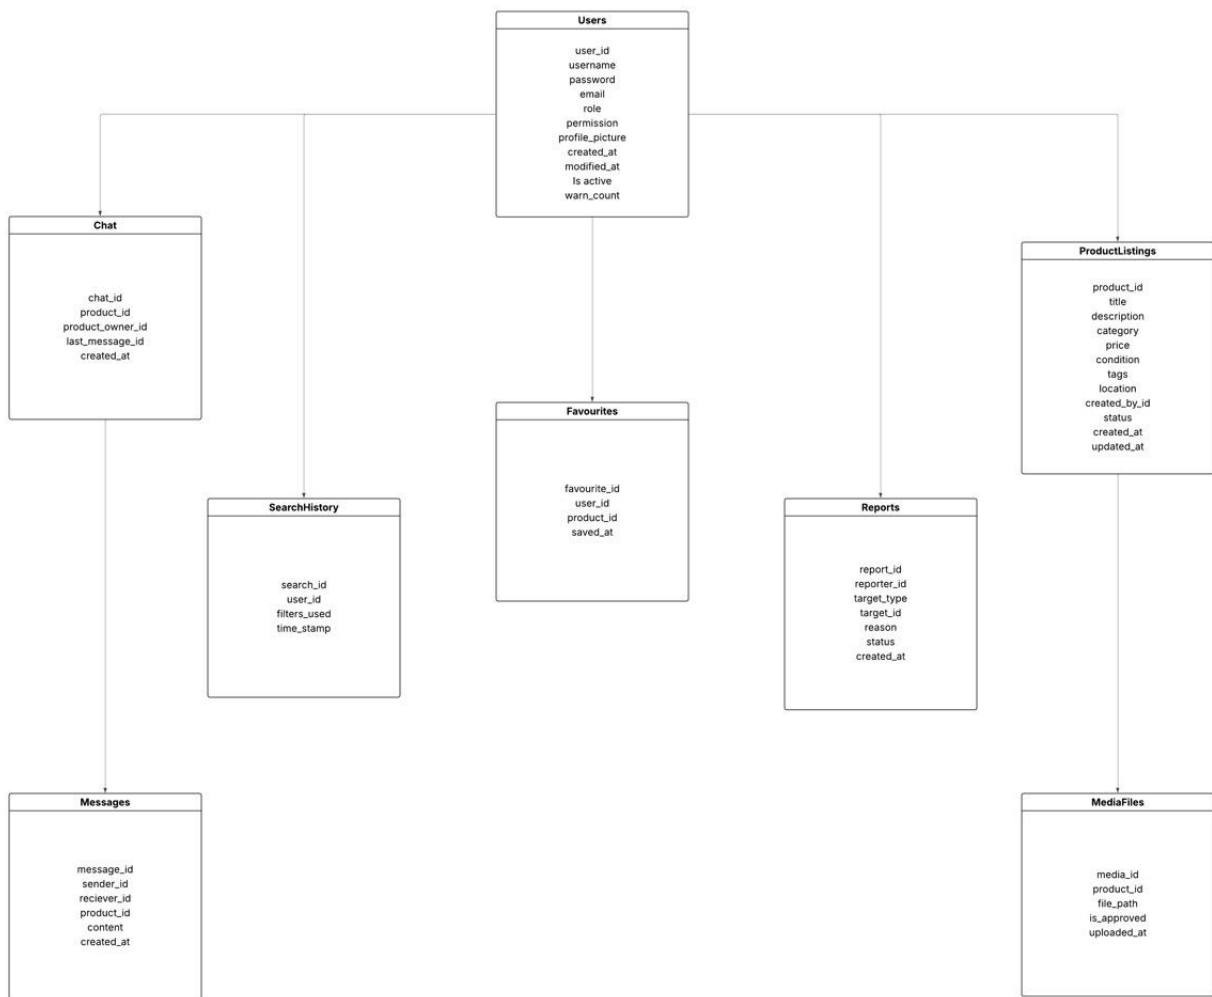 Users
user_id
username
password
email
role
permission
profile_picture
created_at
modified_at
Is active
warn_count
Chat
chat_id
product_id
product_owner_id
last_message_id
created_at
ProductListings
product_id
title
description
category
price
condition
tags
location
created_by_id
status
created_at
updated_at
Favourites
favourite_id
user_id
product_id
saved_at
SearchHistory
search_id
user_id
filters_used
time_stamp
Reports
report_id
reporter_id
target_type
target_id
reason
status
created_at
Messages
message_id
sender_id
reciever_id
product_id
content
created_at
MediaFiles
media_id
product_id
file_path
is_approved
uploaded_at